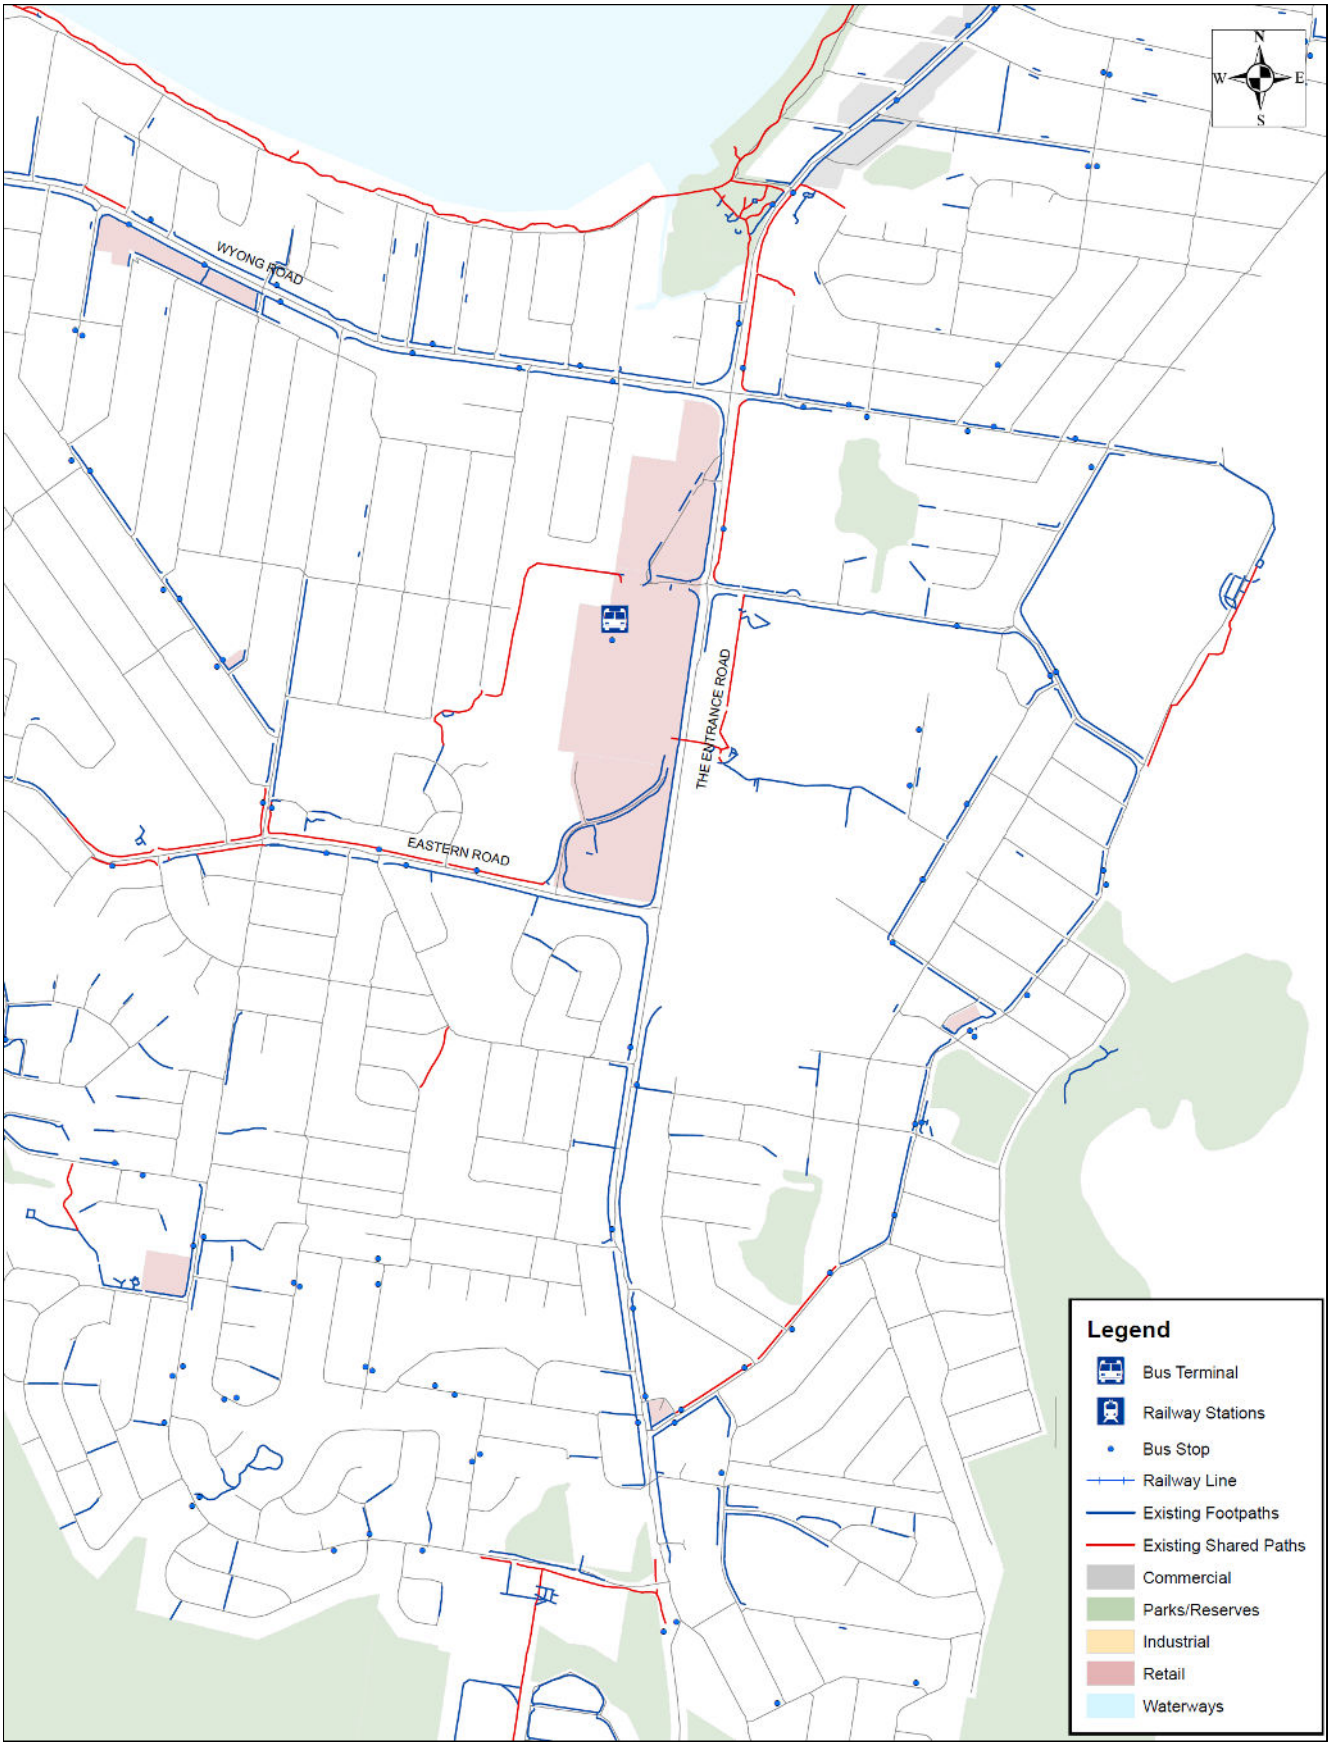 N
W E
S
WYONG ROAD
THE ENTRANCE ROAD
EASTERN ROAD
Legend
Bus Terminal
Railway Stations
Bus Stop
Railway Line
Existing Footpaths
Existing Shared Paths
Commercial
Parks/Reserves
Industrial
Retail
Waterways